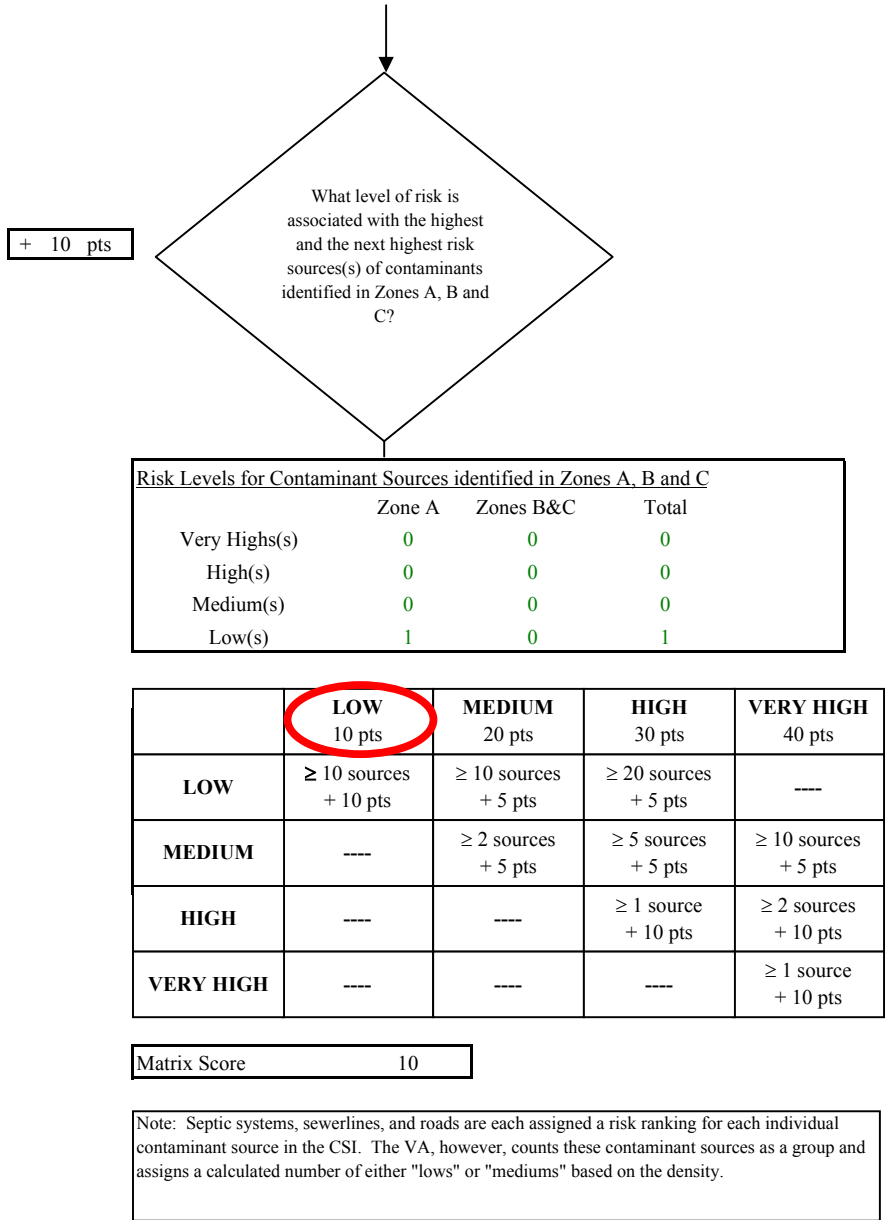 What level of risk is
associated with the highest
and the next highest risk
sources(s) of contaminants
identified in Zones A, B and
C?
+ 10 pts
Risk Levels for Contaminant Sources identified in Zones A, B and C
Zone A Zones B&C Total
Very Highs(s) 0 0 0
High(s) 0 0 0
Medium(s) 0 0 0
Low(s) 1 0 1
LOW MEDIUM HIGH VERY HIGH
10 pts 20 pts 30 pts 40 pts
LOW ≥ 10 sources ≥ 10 sources ≥ 20 sources ----
+ 10 pts + 5 pts + 5 pts
MEDIUM ---- ≥ 2 sources ≥ 5 sources ≥ 10 sources
+ 5 pts + 5 pts + 5 pts
HIGH ---- ---- ≥ 1 source ≥ 2 sources
+ 10 pts + 10 pts
VERY HIGH ---- ---- ---- ≥ 1 source
+ 10 pts
Matrix Score 10
Note: Septic systems, sewerlines, and roads are each assigned a risk ranking for each individual
contaminant source in the CSI. The VA, however, counts these contaminant sources as a group and
assigns a calculated number of either "lows" or "mediums" based on the density.